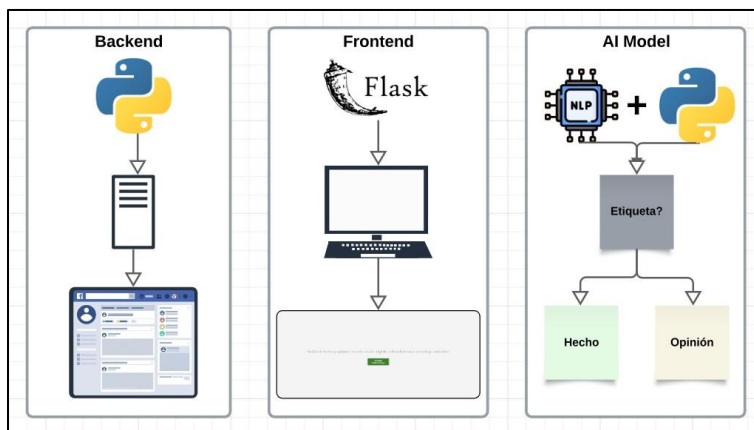 Backend
Frontend
AI Model
Flask
NLP
Etiqueta?
Hecho
Opinión